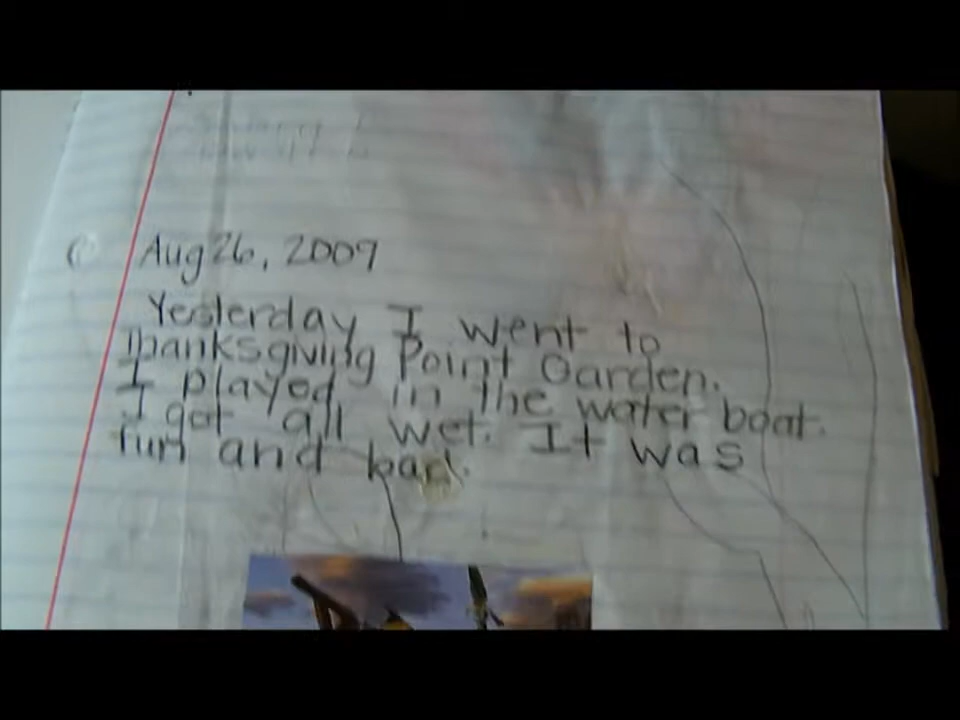 Aug 26, 2009
Yesterday I went to
Thanksgiving Point Garden.
I played in the water boat.
I got all wet. It was
fun and bad.